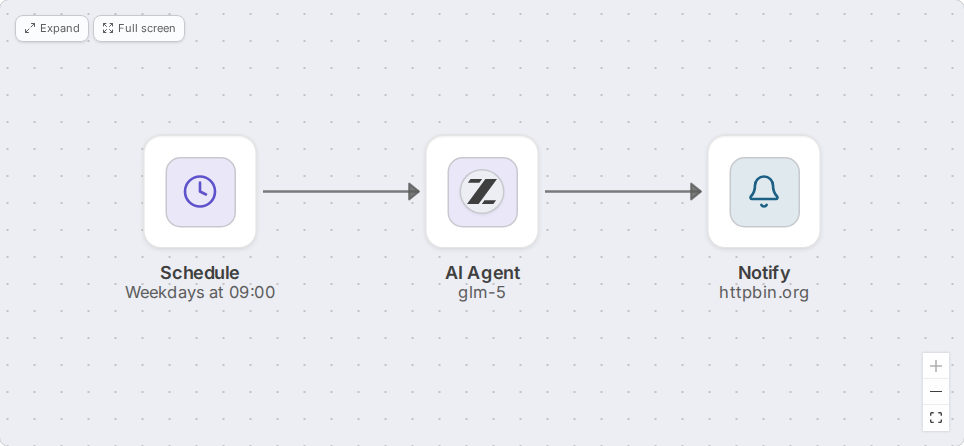 Expand
Full screen
Schedule
Weekdays at 09:00
AI Agent
glm-5
Notify
httpbin.org